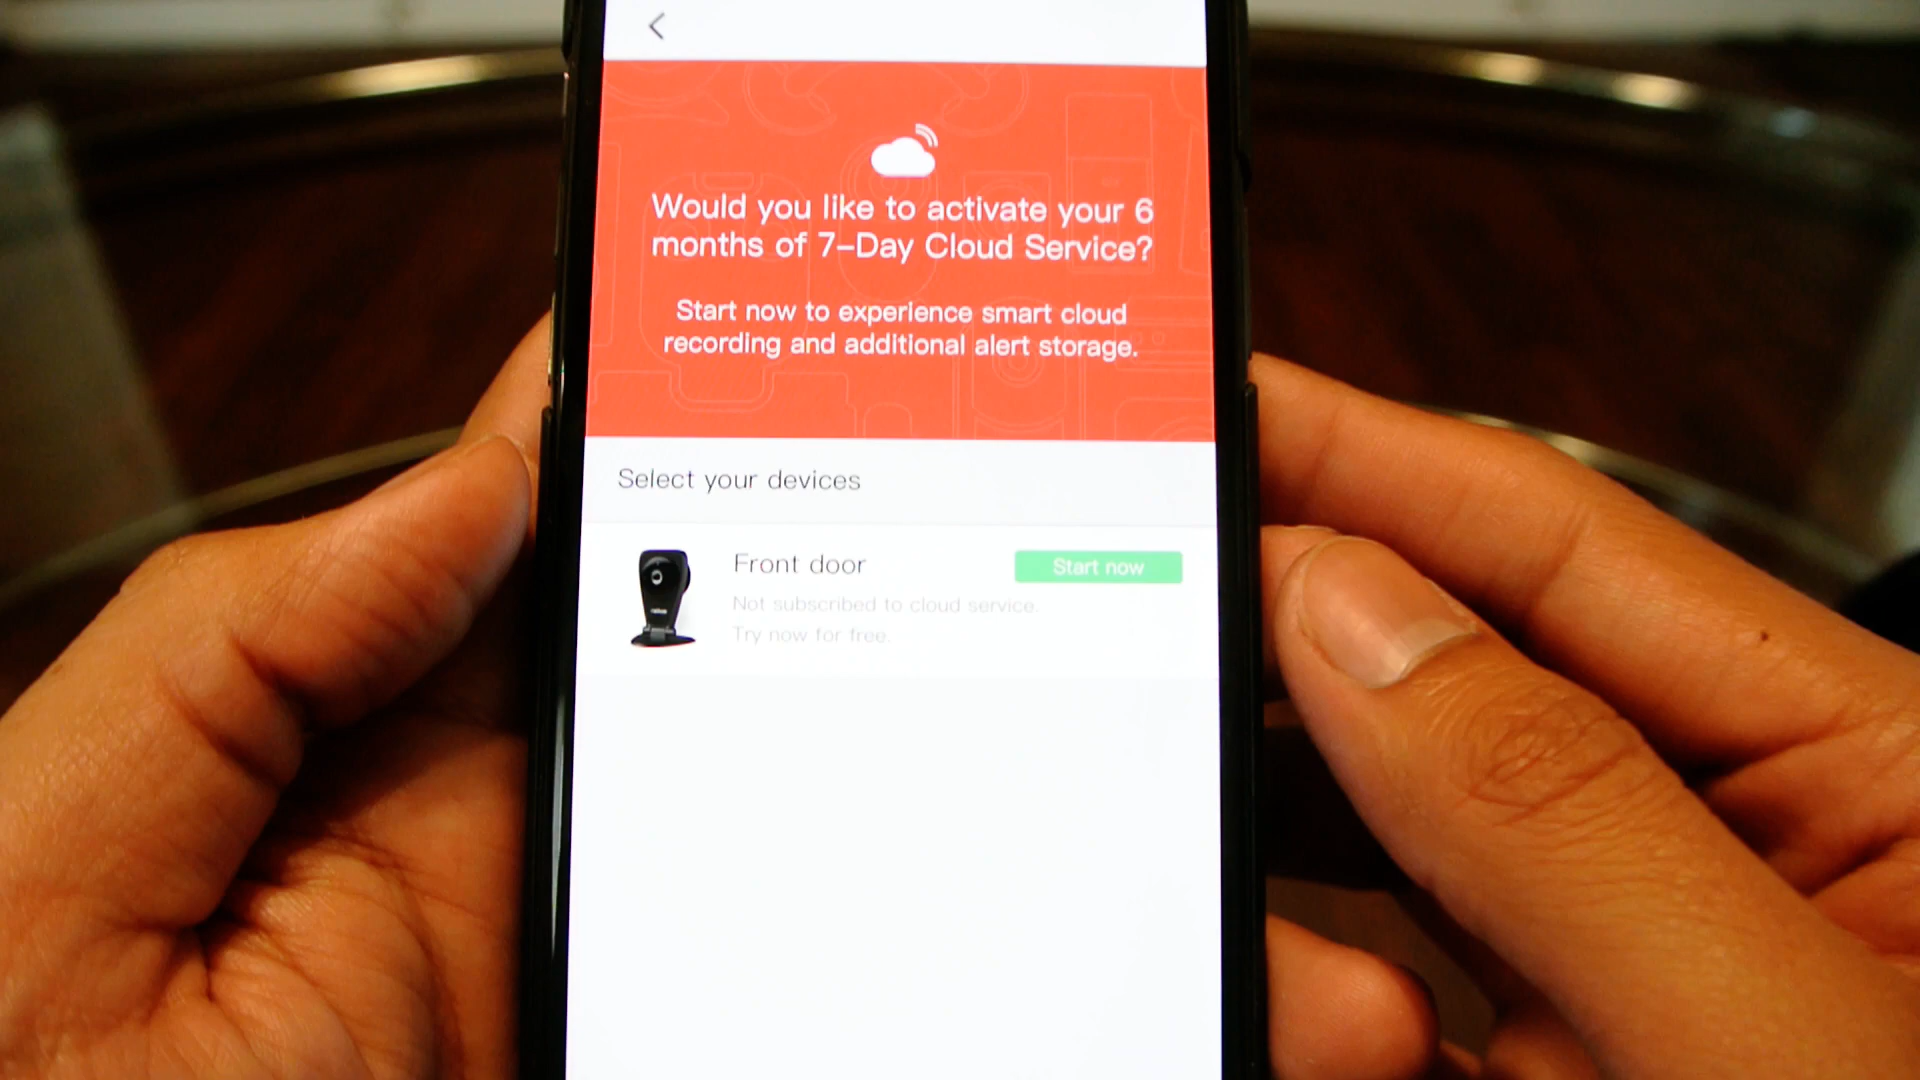 Would you like to activate your 6
months of 7-Day Cloud Service?
Start now to experience smart cloud
recording and additional alert storage.
Select your devices
Front door
Start now
Not subscribed to cloud service.
Try now for free.